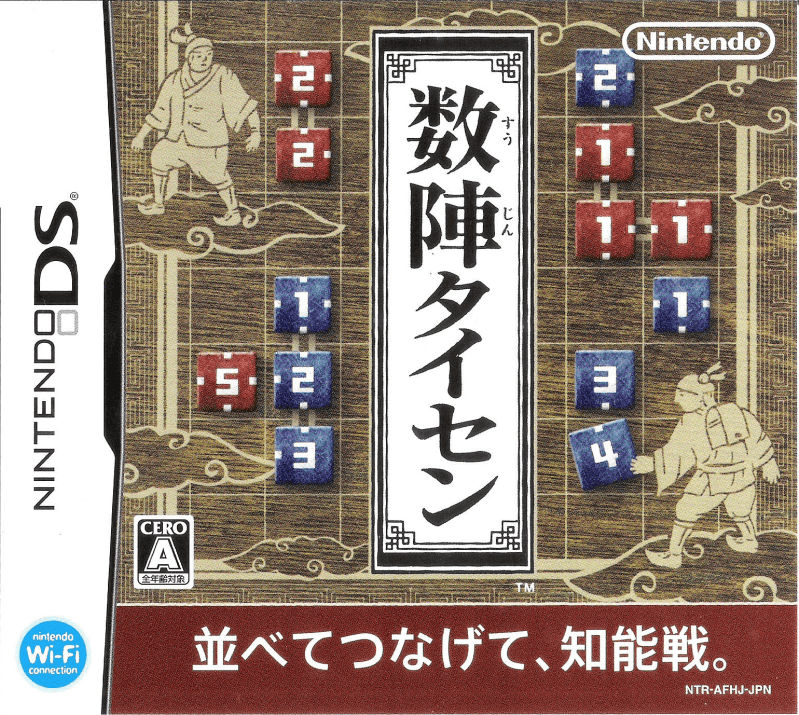 Nintendo®
NINTENDO DS®
数陣タイセン
すう
じん
TM
2
2
1
5
2
3
2
1
1
1
1
3
4
CERO
A
全年齢対象
nintendo
Wi-Fi
connection
並べてつなげて、知能戦。
NTR-AFHJ-JPN